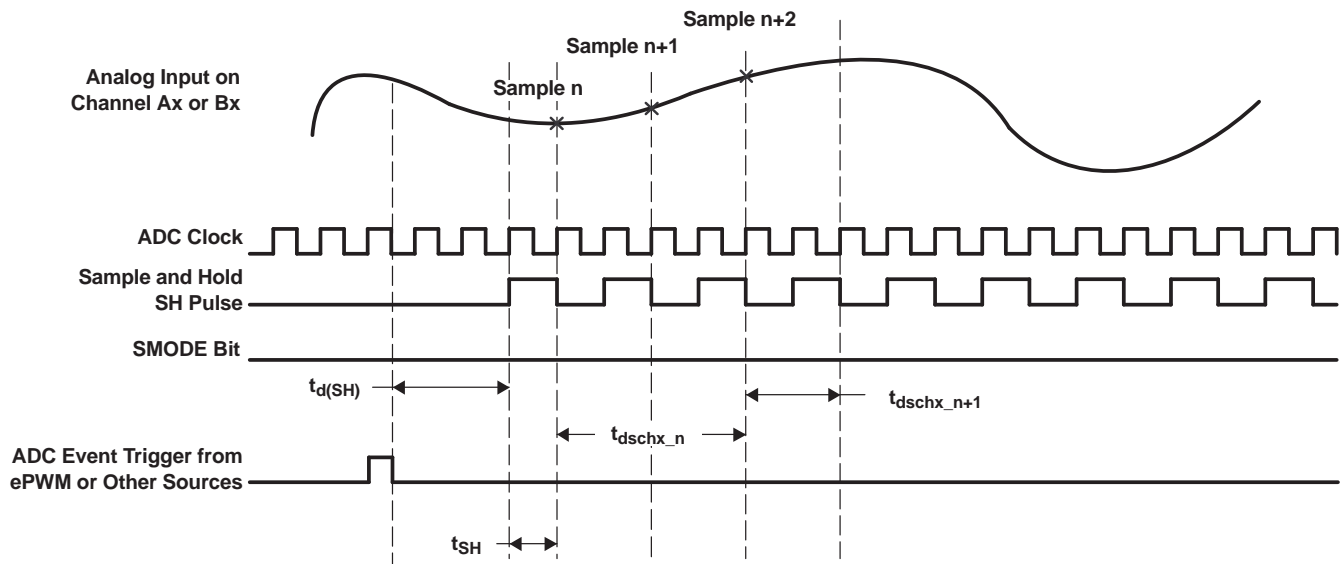 Sample n+2
Sample n+1
Analog Input on
Channel Ax or Bx
Sample n
ADC Clock
Sample and Hold
SH Pulse
SMODE Bit
td(SH)
tdschx_n+1
tdschx_n
ADC Event Trigger from
ePWM or Other Sources
tSH